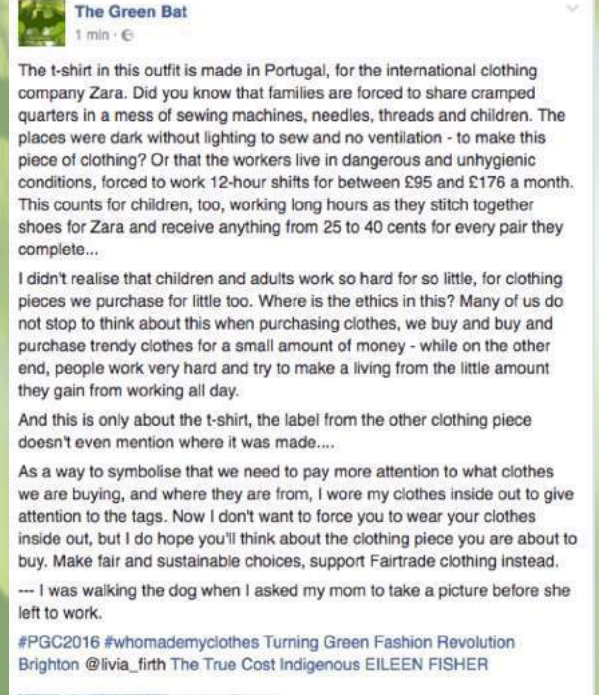 The Green Bat
1 min ·
The t-shirt in this outfit is made in Portugal, for the international clothing
company Zara. Did you know that families are forced to share cramped
quarters in a mess of sewing machines, needles, threads and children. The
places were dark without lighting to sew and no ventilation - to make this
piece of clothing? Or that the workers live in dangerous and unhygienic
conditions, forced to work 12-hour shifts for between £95 and £176 a month.
This counts for children, too, working long hours as they stitch together
shoes for Zara and receive anything from 25 to 40 cents for every pair they
complete...
I didn't realise that children and adults work so hard for so little, for clothing
pieces we purchase for little too. Where is the ethics in this? Many of us do
not stop to think about this when purchasing clothes, we buy and buy and
purchase trendy clothes for a small amount of money - while on the other
end, people work very hard and try to make a living from the little amount
they gain from working all day.
And this is only about the t-shirt, the label from the other clothing piece
doesn't even mention where it was made....
As a way to symbolise that we need to pay more attention to what clothes
we are buying, and where they are from, I wore my clothes inside out to give
attention to the tags. Now I don't want to force you to wear your clothes
inside out, but I do hope you'll think about the clothing piece you are about to
buy. Make fair and sustainable choices, support Fairtrade clothing instead.
--- I was walking the dog when I asked my mom to take a picture before she
left to work.
#PGC2016 #whomademyclothes Turning Green Fashion Revolution
Brighton @livia_firth The True Cost Indigenous EILEEN FISHER